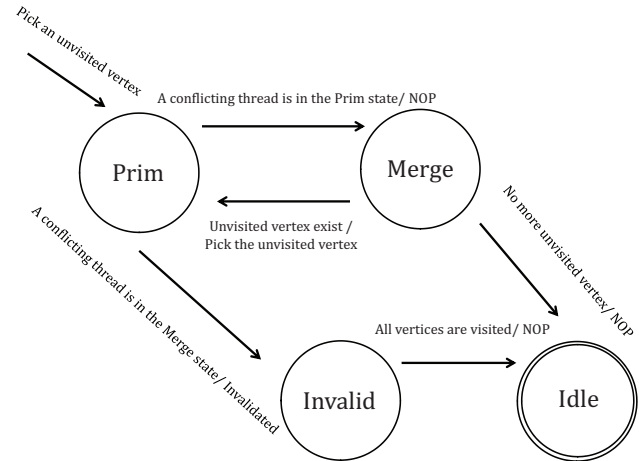 Pick an unvisited vertex
A conflicting thread is in the Prim state/ NOP
Prim
Merge
Unvisited vertex exist /
Pick the unvisited vertex
No more unvisited vertex/ NOP
A conflicting thread is in the Merge state/ Invalidated
All vertices are visited/ NOP
Invalid
Idle